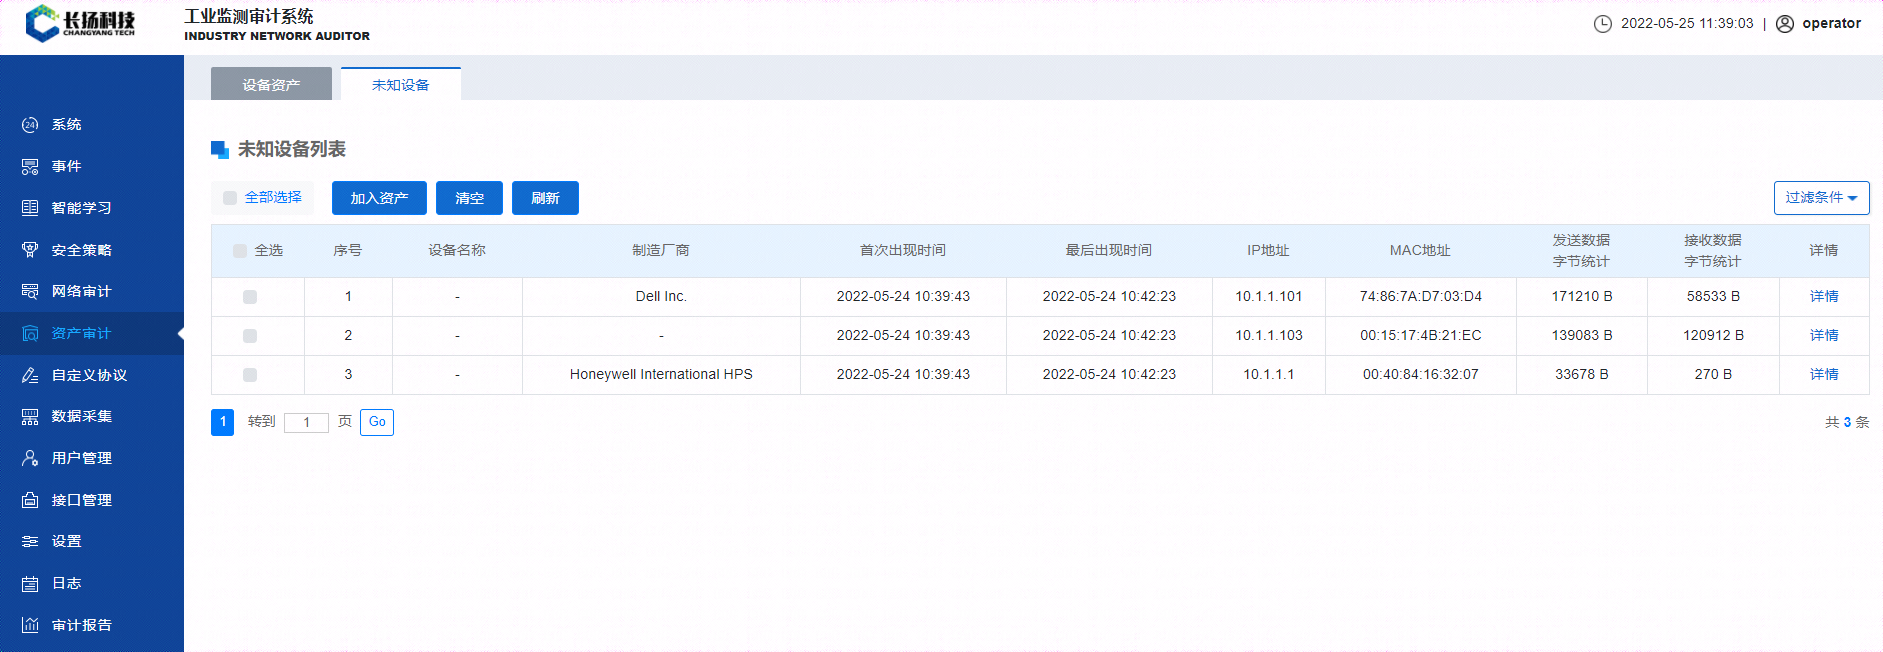 长扬科技
CHANGYANG TECH
工业监测审计系统
INDUSTRY NETWORK AUDITOR
2022-05-25 11:39:03 | operator
设备资产 未知设备
24 系统
事件
智能学习
安全策略
网络审计
资产审计
自定义协议
数据采集
用户管理
接口管理
设置
日志
审计报告
未知设备列表
全部选择 加入资产 清空 刷新 过滤条件
全选 序号 设备名称 制造厂商 首次出现时间 最后出现时间 IP地址 MAC地址 发送数据 接收数据 详情
字节统计 字节统计
1 - Dell Inc. 2022-05-24 10:39:43 2022-05-24 10:42:23 10.1.1.101 74:86:7A:D7:03:D4 171210 B 58533 B 详情
2 - - 2022-05-24 10:39:43 2022-05-24 10:42:23 10.1.1.103 00:15:17:4B:21:EC 139083 B 120912 B 详情
3 - Honeywell International HPS 2022-05-24 10:39:43 2022-05-24 10:42:23 10.1.1.1 00:40:84:16:32:07 33678 B 270 B 详情
1 转到 1 页 Go 共 3 条